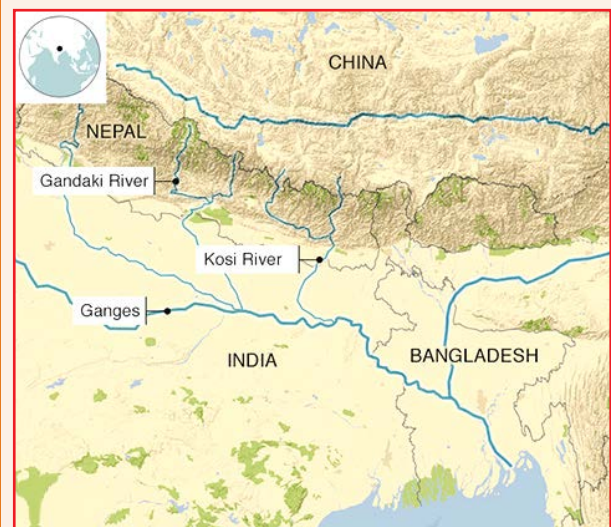 CHINA
NEPAL
Gandaki River
Kosi River
Ganges
INDIA
BANGLADESH